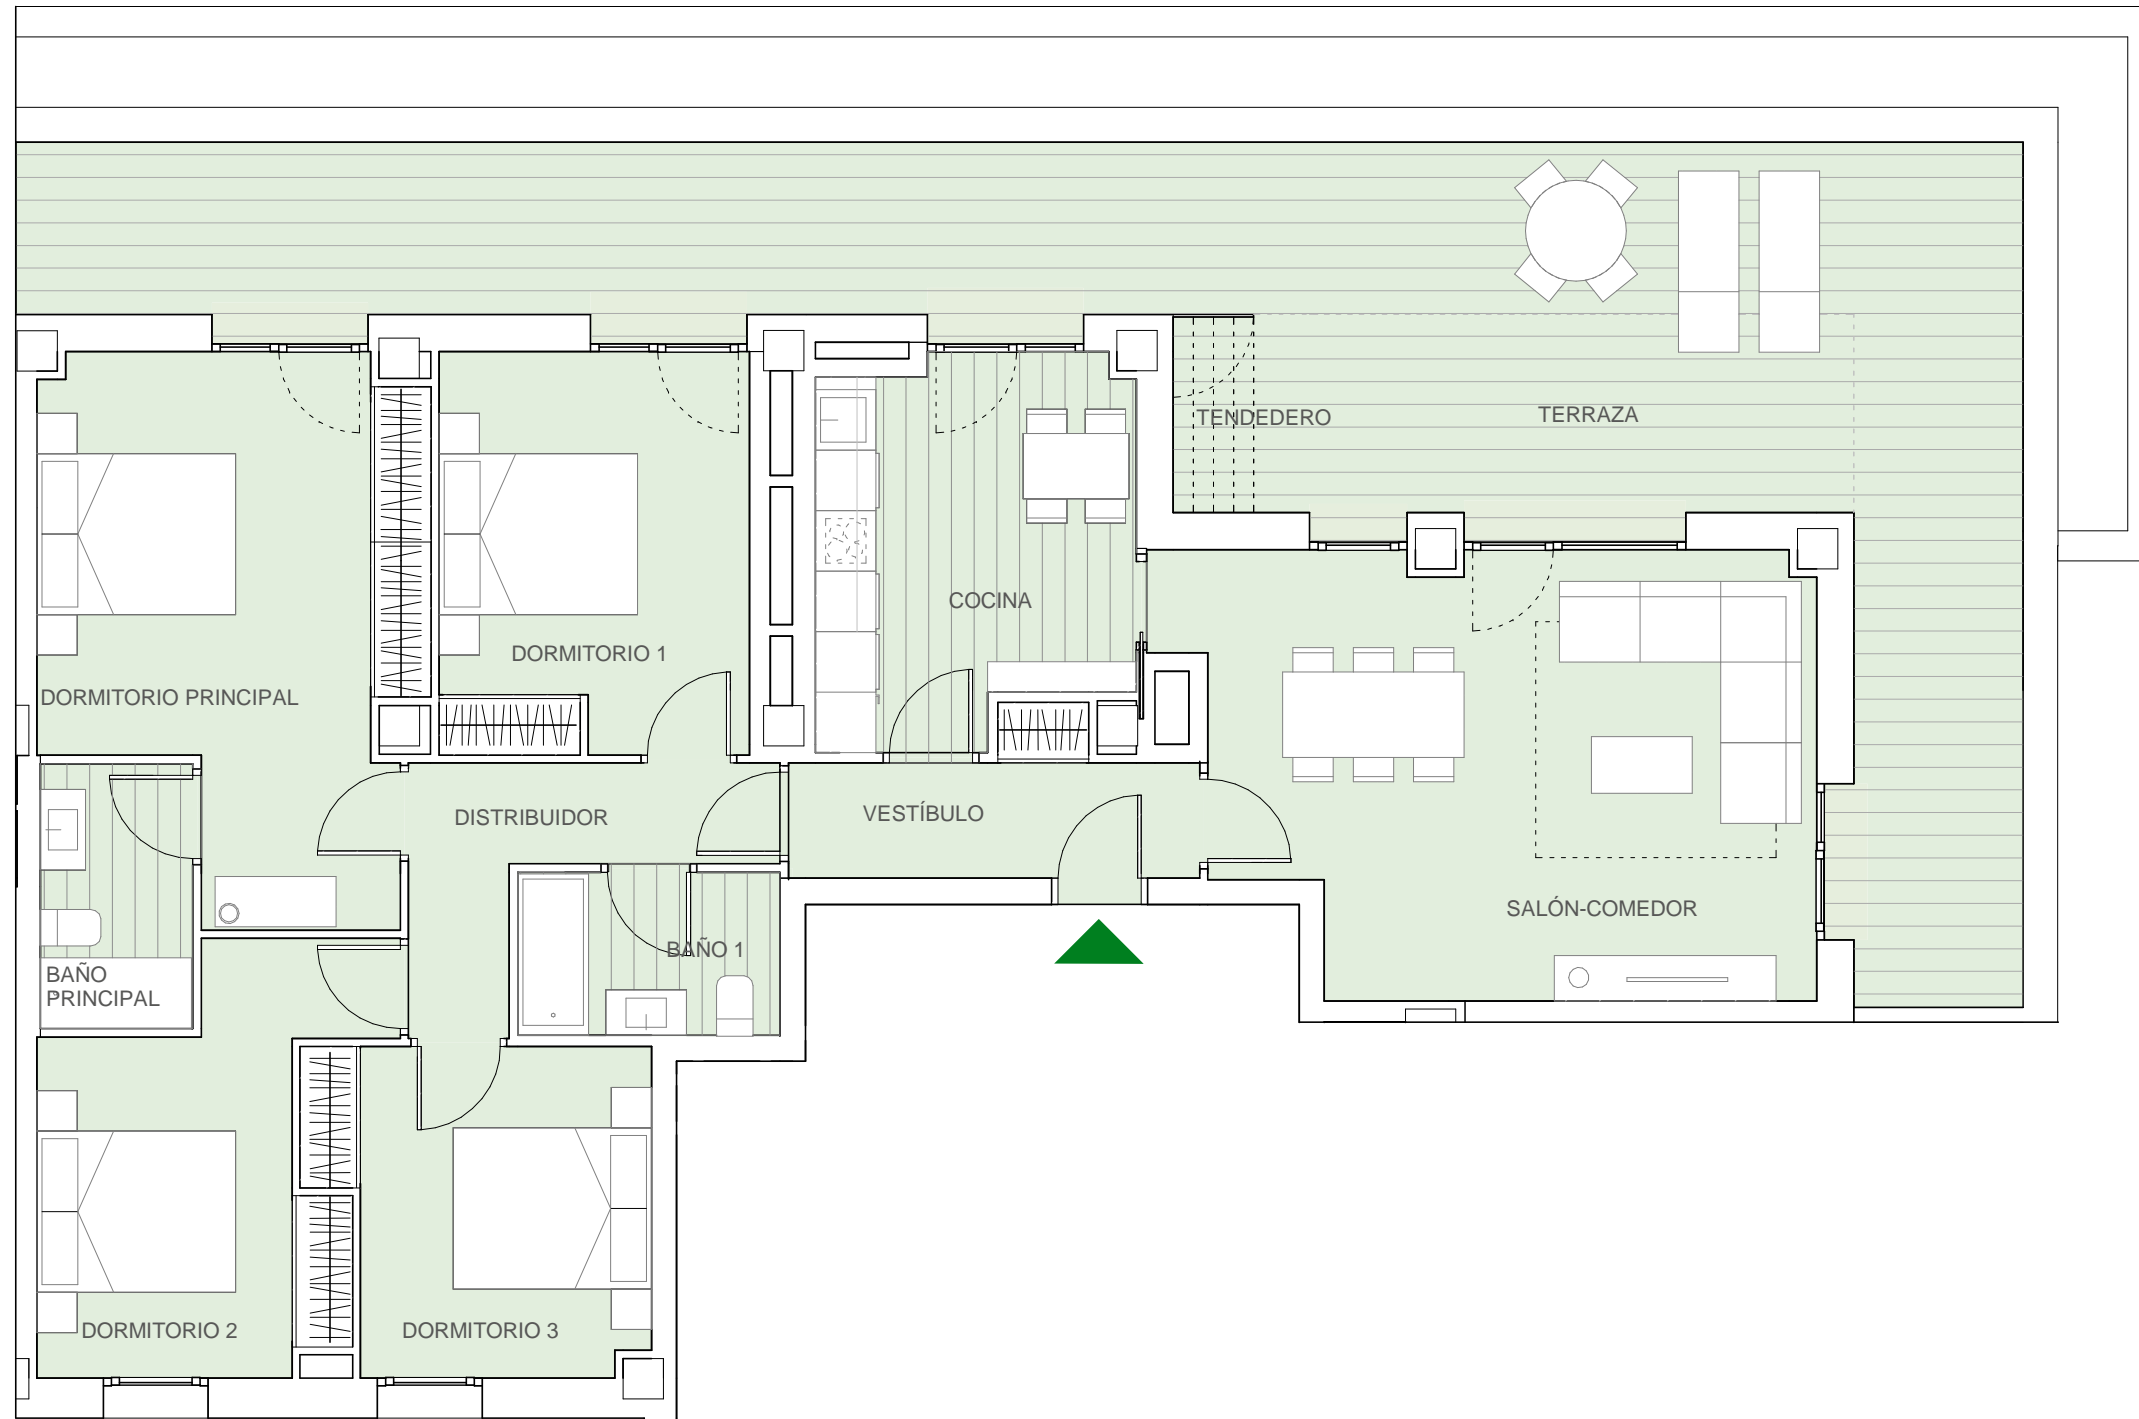 TENDEDERO
TERRAZA
COCINA
DORMITORIO 1
DORMITORIO PRINCIPAL
DISTRIBUIDOR
VESTÍBULO
SALÓN-COMEDOR
BAÑO 1
BAÑO
PRINCIPAL
DORMITORIO 2
DORMITORIO 3